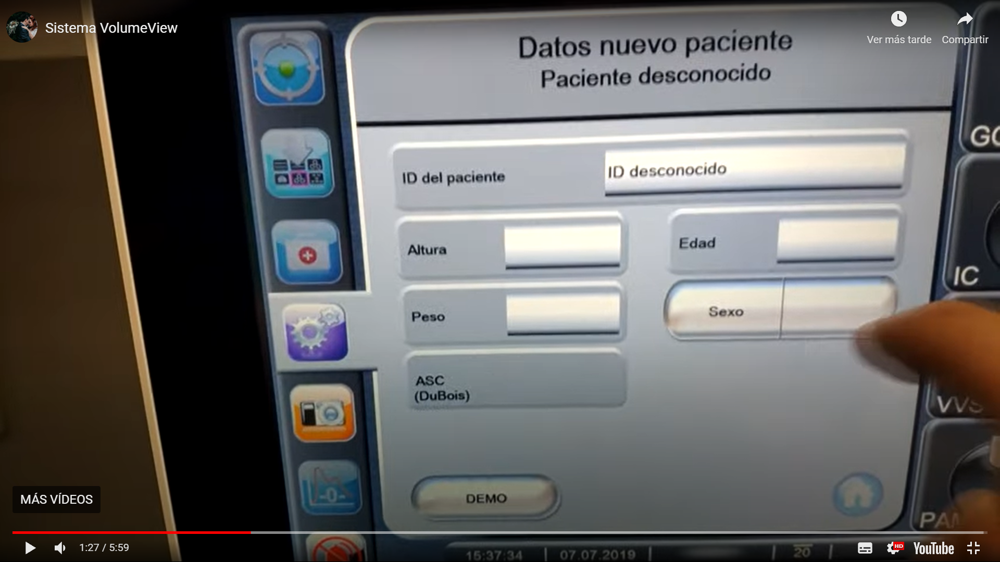 Sistema VolumeView
Ver más tarde
Compartir
Datos nuevo paciente
Paciente desconocido
ID del paciente
ID desconocido
Altura
Edad
Peso
Sexo
ASC
(DuBois)
DEMO
GC
IC
VVS
PAM
-0-
MÁS VÍDEOS
1:27 / 5:59
15:37:34
07.07.2019
20
HD
YouTube